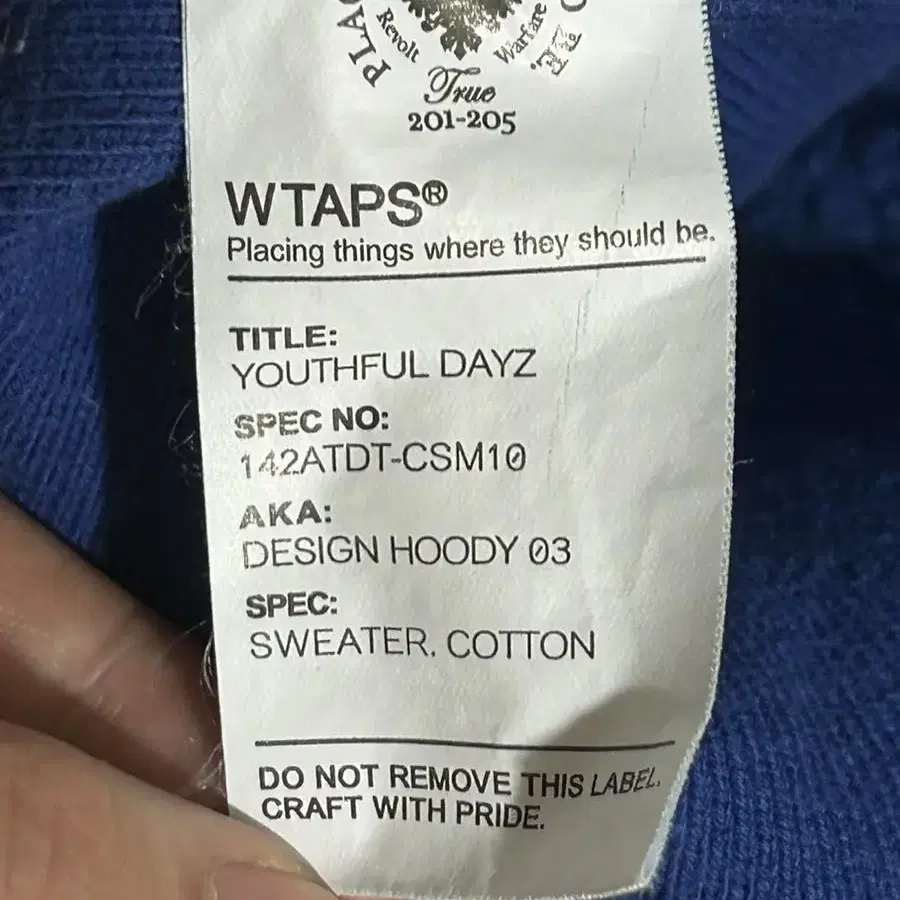 PLAC
Revolt
Warfare
True
201-205
WTAPS®
Placing things where they should be.
TITLE:
YOUTHFUL DAYZ
SPEC NO:
142ATDT-CSM10
AKA:
DESIGN HOODY 03
SPEC:
SWEATER. COTTON
DO NOT REMOVE THIS LABEL.
CRAFT WITH PRIDE.